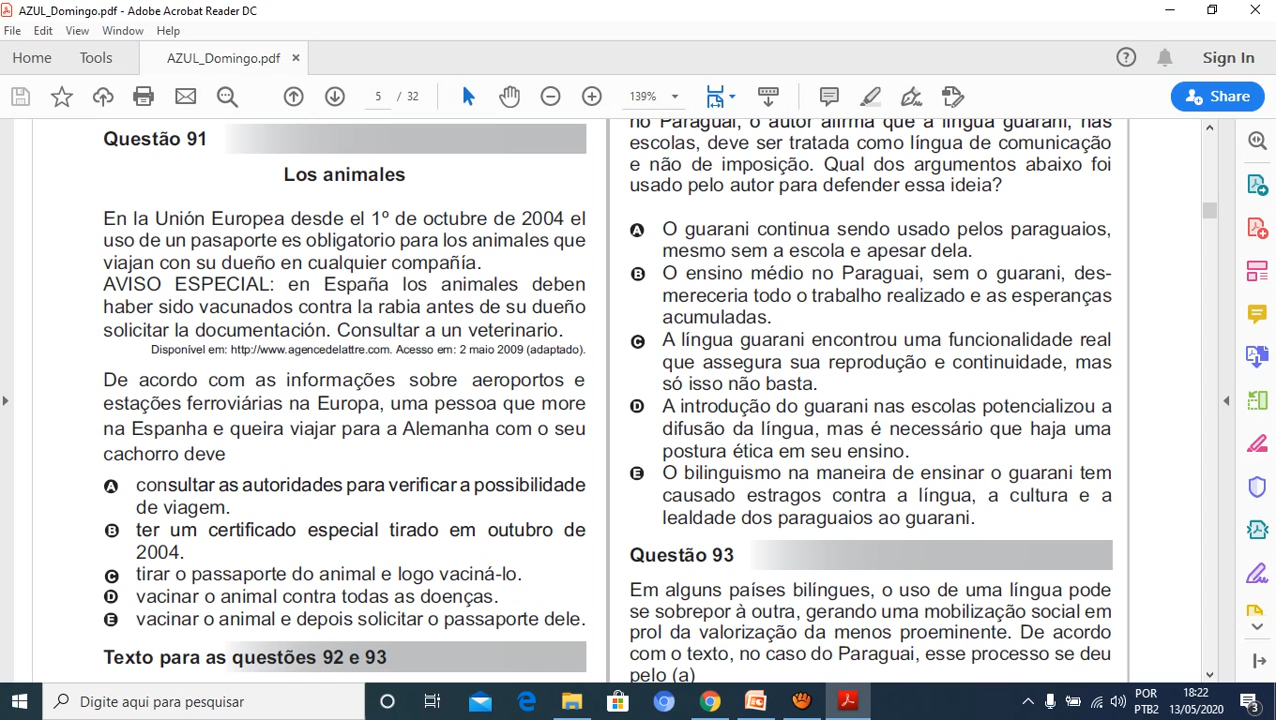 AZUL_Domingo.pdf - Adobe Acrobat Reader DC
File Edit View Window Help
Home Tools AZUL_Domingo.pdf × Sign In
5 / 32 139% Share
Questão 91
Los animales
En la Unión Europea desde el 1º de octubre de 2004 el
uso de un pasaporte es obligatorio para los animales que
viajan con su dueño en cualquier compañía.
AVISO ESPECIAL: en España los animales deben
haber sido vacunados contra la rabia antes de su dueño
solicitar la documentación. Consultar a un veterinario.
Disponível em: http://www.agencedelattre.com. Acesso em: 2 maio 2009 (adaptado).
De acordo com as informações sobre aeroportos e
estações ferroviárias na Europa, uma pessoa que more
na Espanha e queira viajar para a Alemanha com o seu
cachorro deve
A consultar as autoridades para verificar a possibilidade
de viagem.
B ter um certificado especial tirado em outubro de
2004.
C tirar o passaporte do animal e logo vaciná-lo.
D vacinar o animal contra todas as doenças.
E vacinar o animal e depois solicitar o passaporte dele.
Texto para as questões 92 e 93
no Paraguai, o autor afirma que a língua guarani, nas
escolas, deve ser tratada como língua de comunicação
e não de imposição. Qual dos argumentos abaixo foi
usado pelo autor para defender essa ideia?
A O guarani continua sendo usado pelos paraguaios,
mesmo sem a escola e apesar dela.
B O ensino médio no Paraguai, sem o guarani, des-
mereceria todo o trabalho realizado e as esperanças
acumuladas.
C A língua guarani encontrou uma funcionalidade real
que assegura sua reprodução e continuidade, mas
só isso não basta.
D A introdução do guarani nas escolas potencializou a
difusão da língua, mas é necessário que haja uma
postura ética em seu ensino.
E O bilinguismo na maneira de ensinar o guarani tem
causado estragos contra a língua, a cultura e a
lealdade dos paraguaios ao guarani.
Questão 93
Em alguns países bilíngues, o uso de uma língua pode
se sobrepor à outra, gerando uma mobilização social em
prol da valorização da menos proeminente. De acordo
com o texto, no caso do Paraguai, esse processo se deu
pelo (a)
Digite aqui para pesquisar
POR 18:22
PTB2 13/05/2020 3